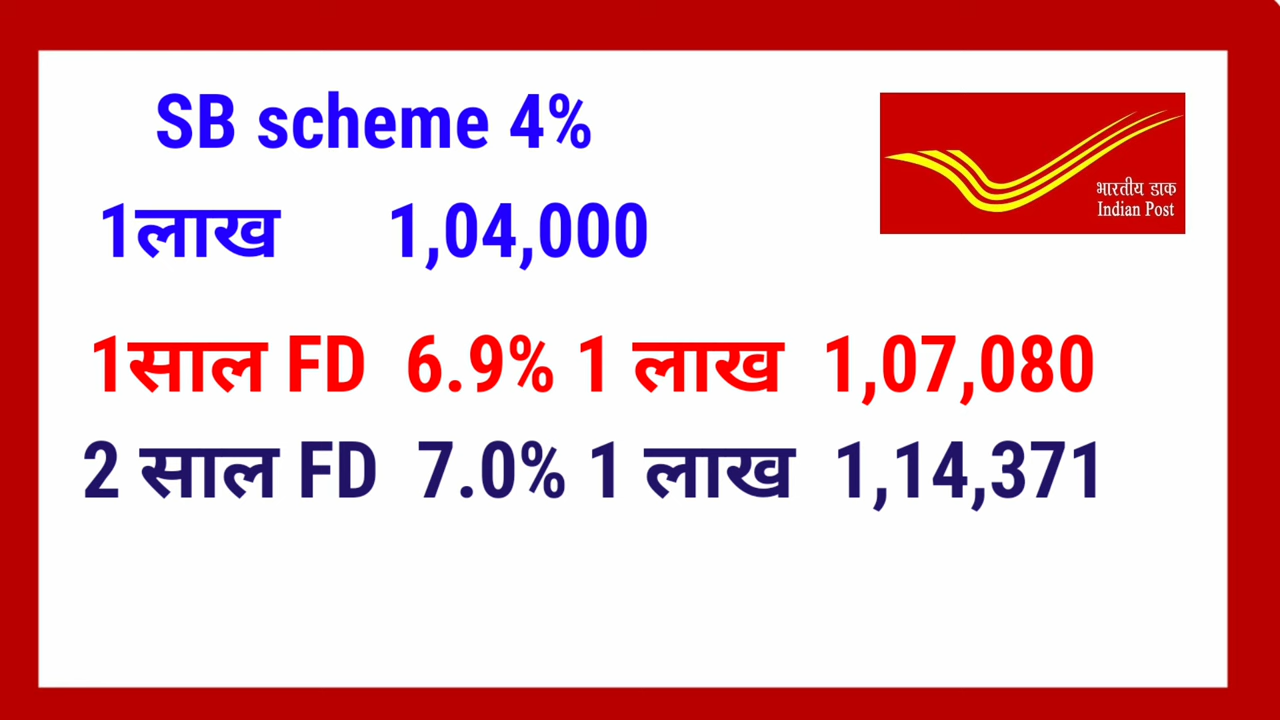 SB scheme 4%
भारतीय डाक
Indian Post
1लाख 1,04,000
1साल FD 6.9% 1 लाख 1,07,080
2 साल FD 7.0% 1 लाख 1,14,371